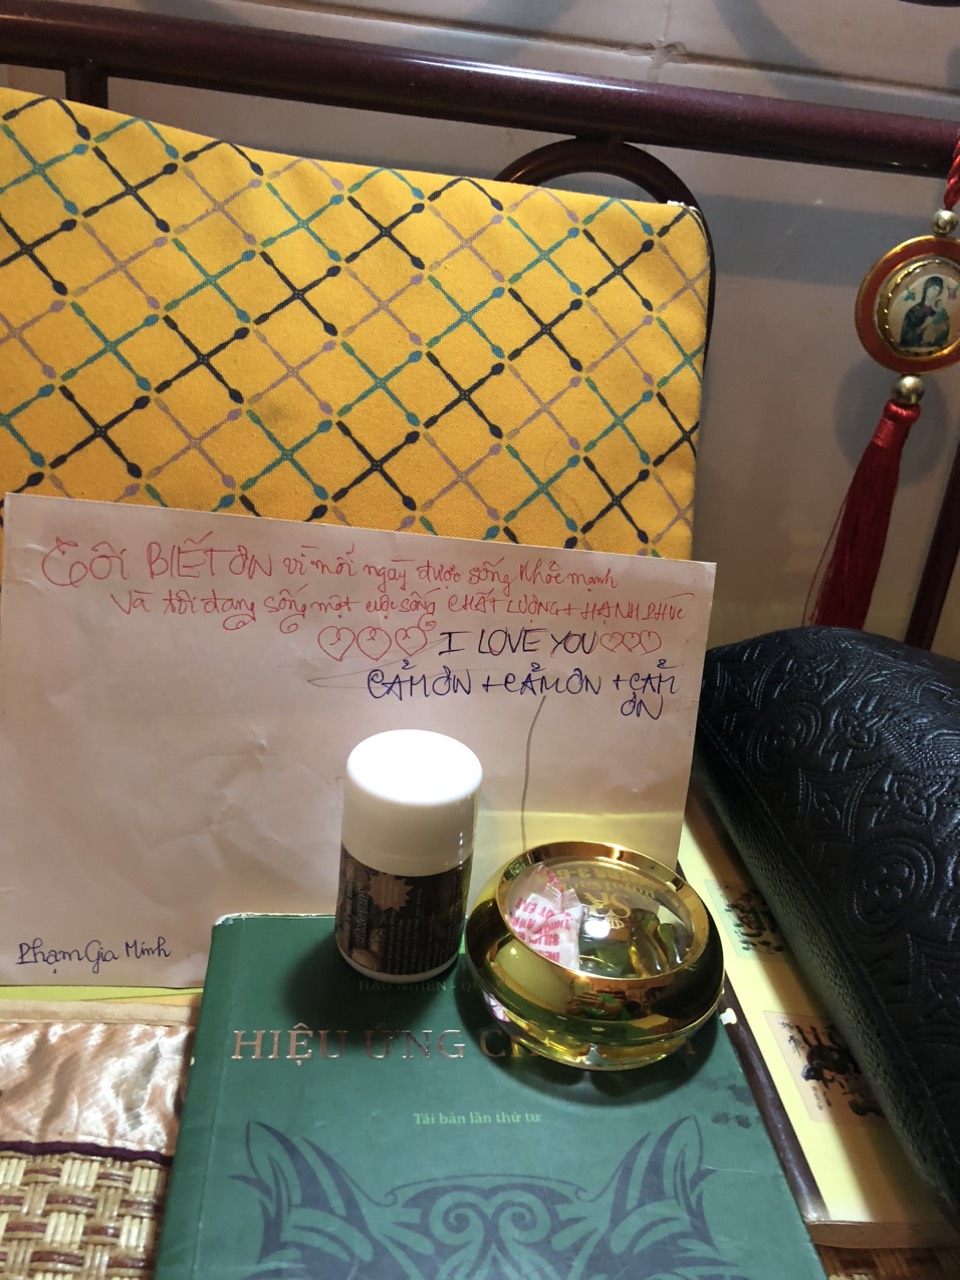 Tôi BIẾT ƠN vì mỗi ngày được sống khỏe mạnh
Và tôi đang sống một cuộc sống CHẤT LƯỢNG + HẠNH PHÚC
I LOVE YOU
CẢM ƠN + CẢM ƠN + CẢM
ƠN
Phạm Gia Minh
HIỆU ỨNG
Tái bản lần thứ tư